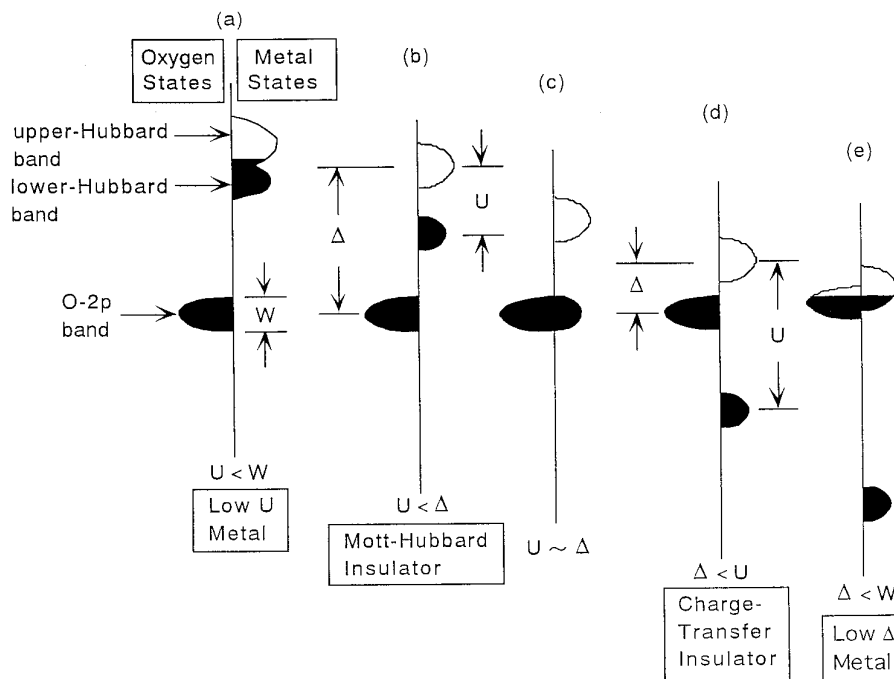 (a)
Oxygen
States
Metal
States
upper-Hubbard
band
lower-Hubbard
band
O-2p
band
W
U < W
Low U
Metal
(b)
Δ
U
U < Δ
Mott-Hubbard
Insulator
(c)
U ~ Δ
(d)
Δ
U
Δ < U
Charge-
Transfer
Insulator
(e)
Δ < W
Low Δ
Metal